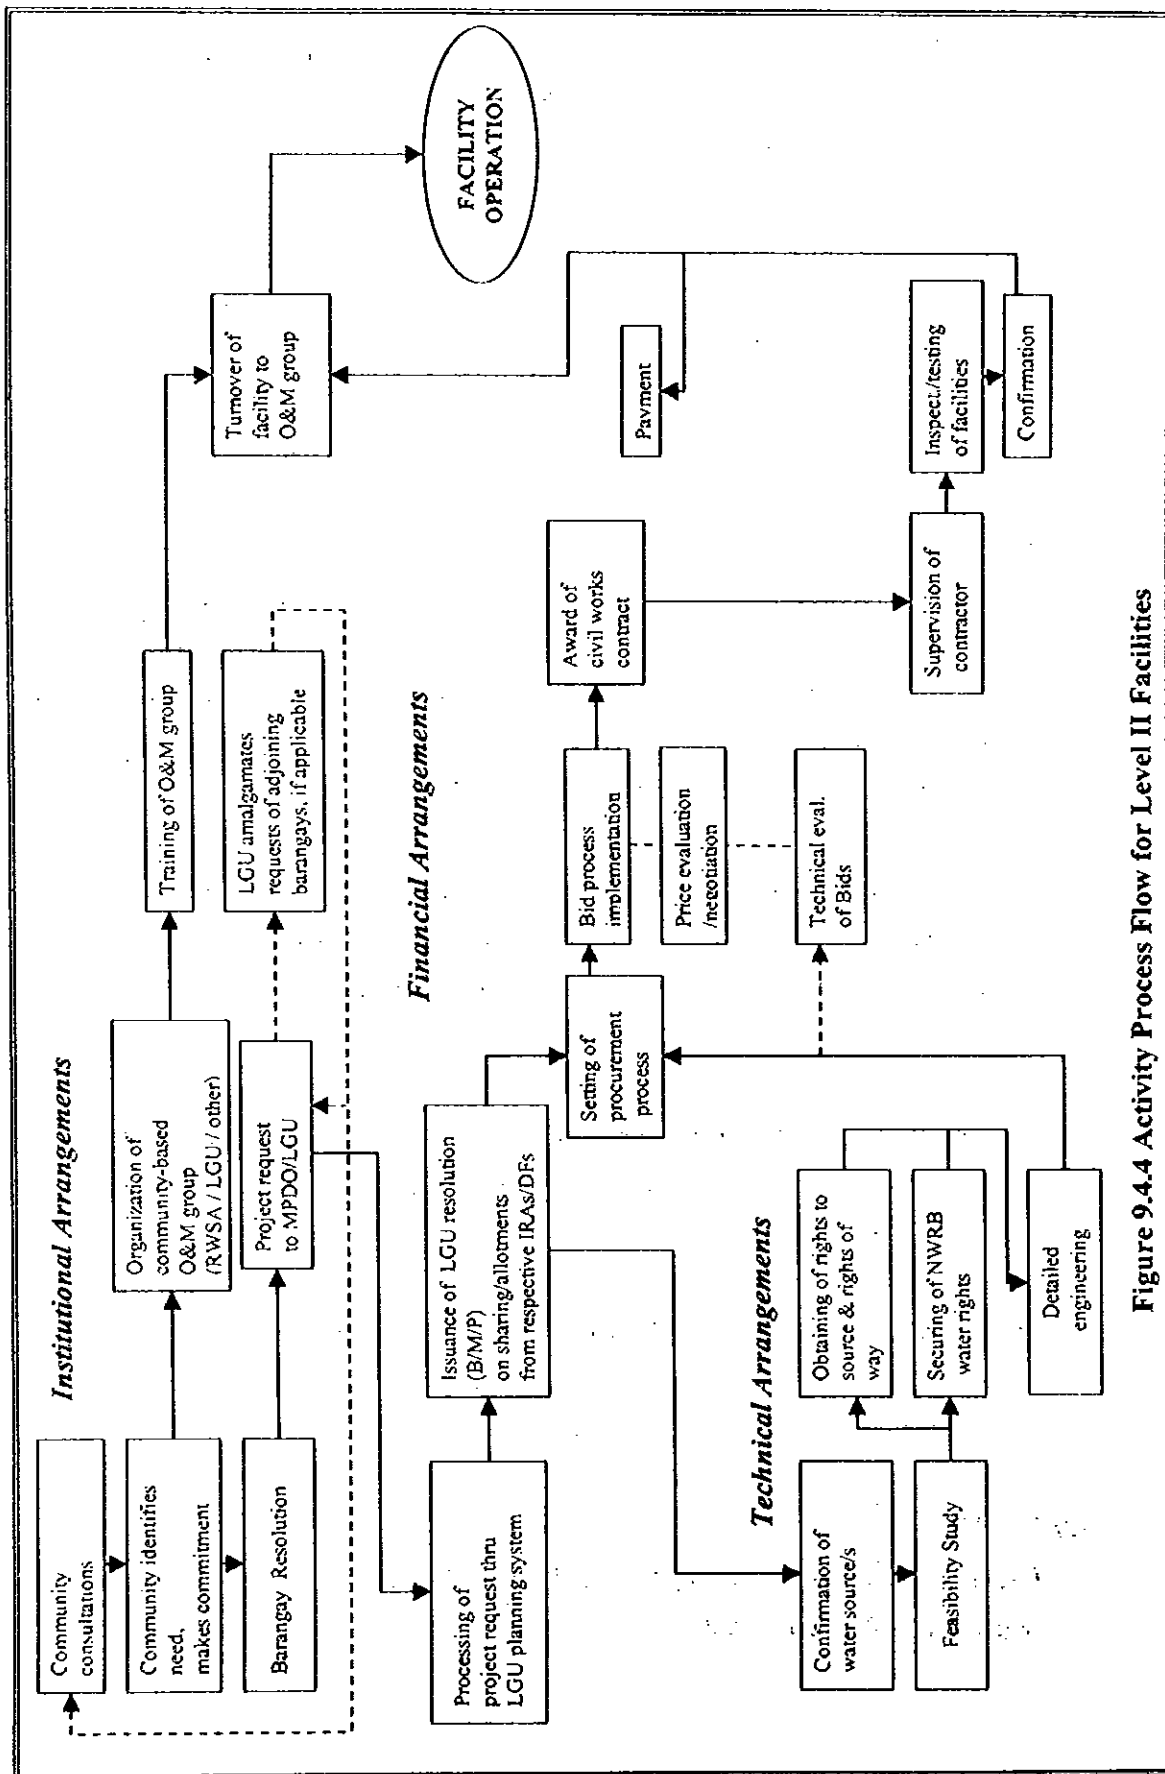 Institutional Arrangements
Community
consultations
Community identifies
need,
makes commitment
Barangay Resolution
Organization of
community-based
O&M group
(RWSA / LGU / other)
Project request
to MPDO/LGU
Training of O&M group
LGU amalgamates
requests of adjoining
barangays, if applicable
Turnover of
facility to
O&M group
FACILITY
OPERATION
Financial Arrangements
Processing of
project request thru
LGU planning system
Issuance of LGU resolution
(B/M/P)
on sharing/allotments
from respective IRAs/DFs
Setting of
procurement
process
Bid process
implementation
Price evaluation
/negotiation
Technical eval.
of Bids
Award of
civil works
contract
Payment
Technical Arrangements
Confirmation of
water source/s
Feasibility Study
Obtaining of rights to
source & rights of
way
Securing of NWRB
water rights
Detailed
engineering
Supervision of
contractor
Inspect./testing
of facilities
Confirmation
Figure 9.4.4 Activity Process Flow for Level II Facilities